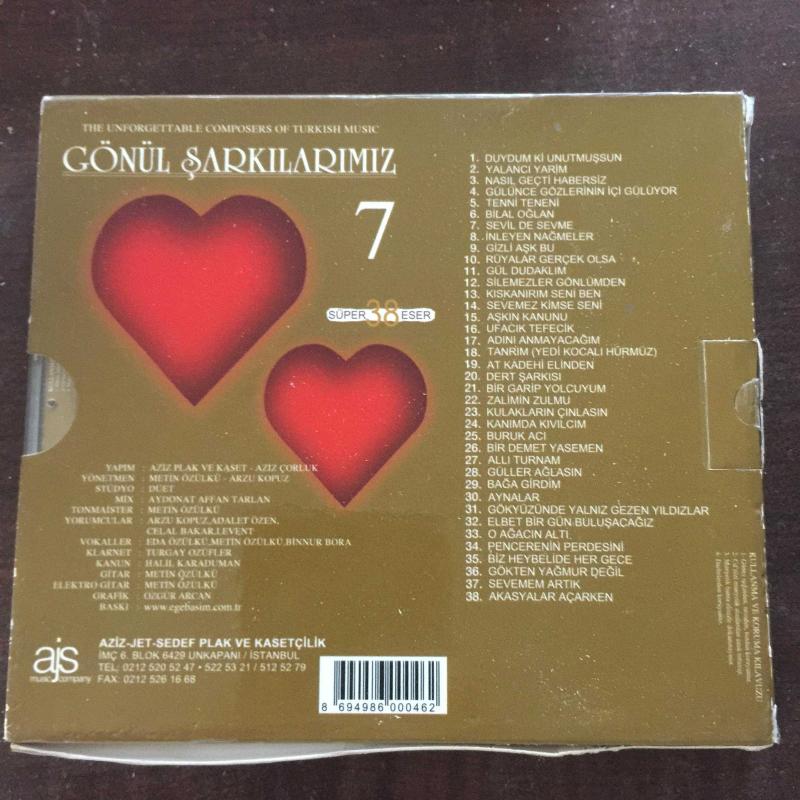 THE UNFORGETTABLE COMPOSERS OF TURKISH MUSIC
GÖNÜL ŞARKILARIMIZ
7
SÜPER 38 ESER
1. DUYDUM Kİ UNUTMUŞSUN
2. YALANCI YARİM
3. NASIL GEÇTİ HABERSİZ
4. GÜLÜNCE GÖZLERİNİN İÇİ GÜLÜYOR
5. TENNİ TENENİ
6. BİLAL OĞLAN
7. SEVİL DE SEVME
8. İNLEYEN NAĞMELER
9. GİZLİ AŞK BU
10. RÜYALAR GERÇEK OLSA
11. GÜL DUDAKLIM
12. SİLEMEZLER GÖNLÜMDEN
13. KISKANIRIM SENİ BEN
14. SEVEMEZ KİMSE SENİ
15. AŞKIN KANUNU
16. UFACIK TEFECİK
17. ADINI ANMAYACAĞIM
18. TANRIM (YEDİ KOCALI HÜRMÜZ)
19. AT KADEHİ ELİNDEN
20. DERT ŞARKISI
21. BİR GARİP YOLCUYUM
22. ZALİMİN ZULMU
23. KULAKLARIN ÇINLASIN
24. KANIMDA KIVILCIM
25. BURUK ACI
26. BİR DEMET YASEMEN
27. ALLI TURNAM
28. GÜLLER AĞLASIN
29. BAĞA GİRDİM
30. AYNALAR
31. GÖKYÜZÜNDE YALNIZ GEZEN YILDIZLAR
32. ELBET BİR GÜN BULUŞACAĞIZ
33. O AĞACIN ALTI
34. PENCERENİN PERDESİNİ
35. BİZ HEYBELİDE HER GECE
36. GÖKTEN YAĞMUR DEĞİL
37. SEVEMEM ARTIK
38. AKASYALAR AÇARKEN
YAPIM : AZİZ PLAK VE KASET - AZİZ ÇORLUK
YÖNETMEN : METİN ÖZÜLKÜ - ARZU KOPUZ
STÜDYO : DÜET
MIX : AYDONAT AFFAN TARLAN
TONMAİSTER : METİN ÖZÜLKÜ
YORUMCULAR : ARZU KOPUZ,ADALET ÖZEN,
CELAL BAKAR,LEVENT
VOKALLER : EDA ÖZÜLKÜ,METİN ÖZÜLKÜ,BİNNUR BORA
KLARNET : TURGAY ÖZÜFLER
KANUN : HALİL KARADUMAN
GİTAR : METİN ÖZÜLKÜ
ELEKTRO GİTAR : METİN ÖZÜLKÜ
GRAFİK : ÖZGÜR ARCAN
BASKI : www.egebasim.com.tr
ajs
music company
AZİZ-JET-SEDEF PLAK VE KASETÇİLİK
İMÇ 6. BLOK 6429 UNKAPANI / İSTANBUL
TEL; 0212 520 52 47 • 522 53 21 / 512 52 79
FAX: 0212 526 16 68
8 694986 000462
KULLANMA VE KORUMA KILAVUZU